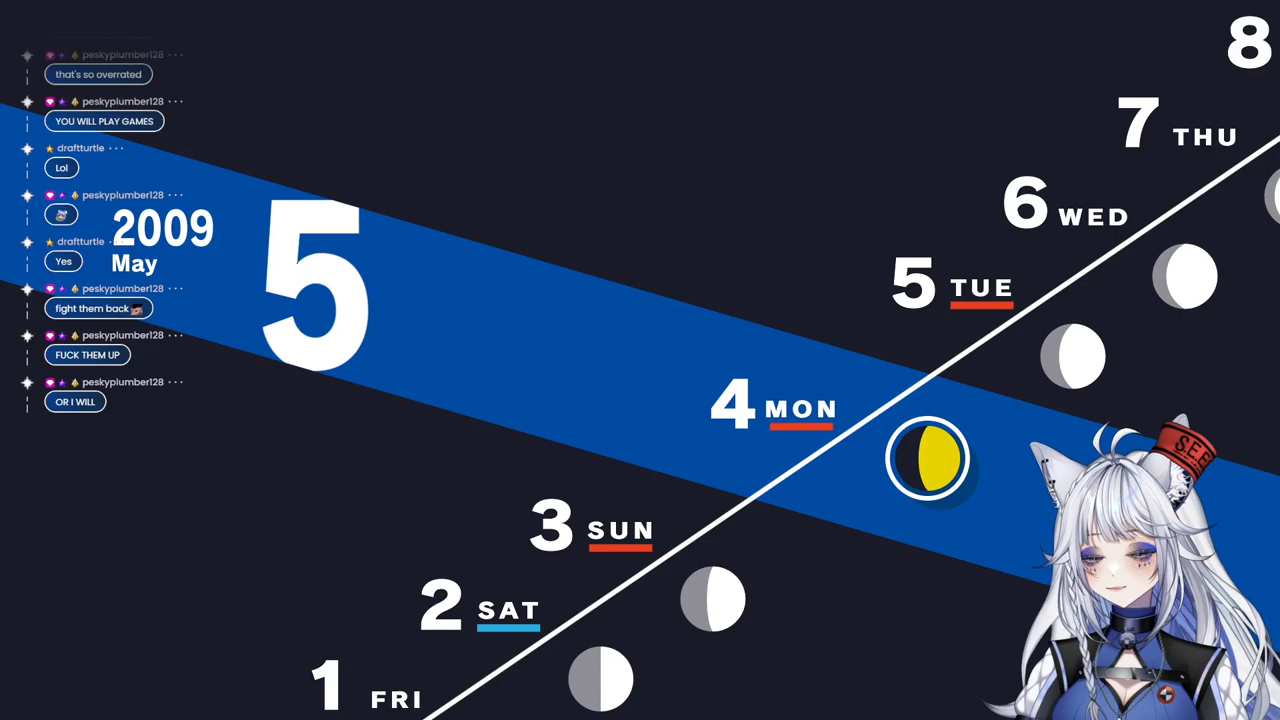 peskyplumber128 ···
that's so overrated
peskyplumber128 ···
YOU WILL PLAY GAMES
draftturtle ···
Lol
peskyplumber128 ···
draftturtle ···
Yes
peskyplumber128 ···
fight them back
peskyplumber128 ···
FUCK THEM UP
peskyplumber128 ···
OR I WILL
2009
May
5
8
7 THU
6 WED
5 TUE
4 MON
3 SUN
2 SAT
1 FRI
S.E.E